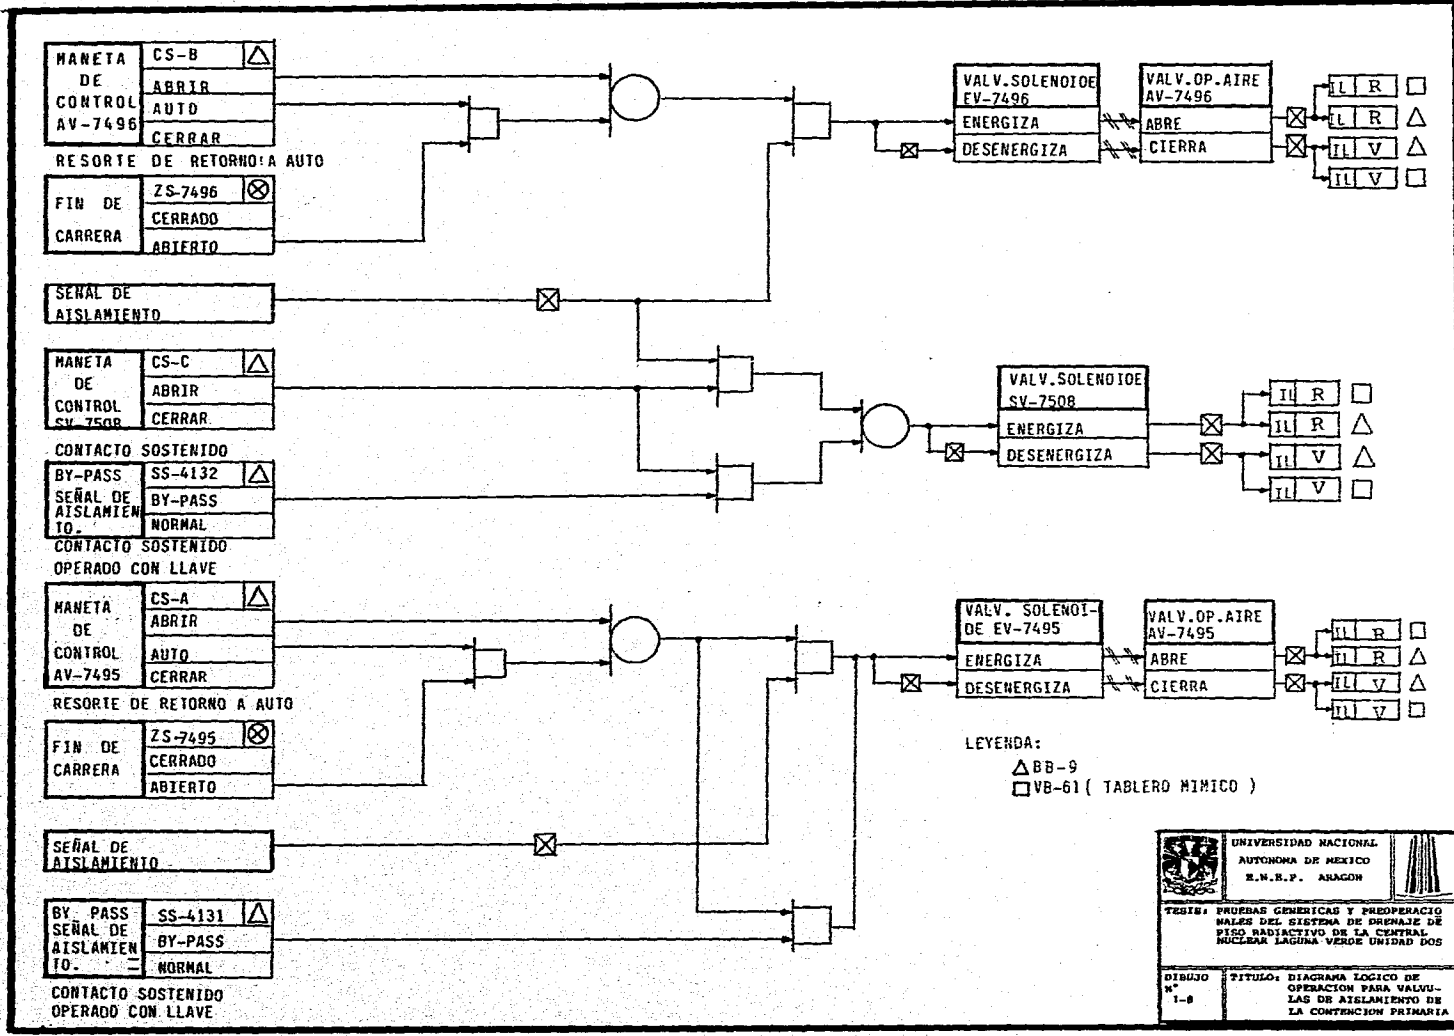 MANETA
DE
CONTROL
AV-7496
CS-B
ABRIR
AUTO
CERRAR
RESORTE DE RETORNO A AUTO
FIN DE
CARRERA
ZS-7496
CERRADO
ABIERTO
SEÑAL DE
AISLAMIENTO
MANETA
DE
CONTROL
SV-7508
CS-C
ABRIR
CERRAR
CONTACTO SOSTENIDO
BY-PASS
SEÑAL DE
AISLAMIEN
TO.
SS-4132
BY-PASS
NORMAL
CONTACTO SOSTENIDO
OPERADO CON LLAVE
MANETA
DE
CONTROL
AV-7495
CS-A
ABRIR
AUTO
CERRAR
RESORTE DE RETORNO A AUTO
FIN DE
CARRERA
ZS-7495
CERRADO
ABIERTO
SEÑAL DE
AISLAMIENTO
BY PASS
SEÑAL DE
AISLAMIEN
TO.
SS-4131
BY-PASS
NORMAL
CONTACTO SOSTENIDO
OPERADO CON LLAVE
VALV.SOLENOIDE
EV-7496
ENERGIZA
DESENERGIZA
VALV.OP.AIRE
AV-7496
ABRE
CIERRA
IL R
IL R
IL V
IL V
VALV.SOLENOIDE
SV-7508
ENERGIZA
DESENERGIZA
IL R
IL R
IL V
IL V
VALV. SOLENOI-
DE EV-7495
ENERGIZA
DESENERGIZA
VALV.OP.AIRE
AV-7495
ABRE
CIERRA
IL R
IL R
IL V
IL V
LEYENDA:
△ BB-9
□ VB-61 ( TABLERO MIMICO )
UNIVERSIDAD NACIONAL
AUTONOMA DE MEXICO
E.N.E.P. ARAGON
TESIS: PRUEBAS GENERICAS Y PREOPERACIO
NALES DEL SISTEMA DE DRENAJE DE
PISO RADIACTIVO DE LA CENTRAL
NUCLEAR LAGUNA VERDE UNIDAD DOS
DIBUJO
N°
1-8
TITULO: DIAGRAMA LOGICO DE
OPERACION PARA VALVU-
LAS DE AISLAMIENTO DE
LA CONTENCION PRIMARIA